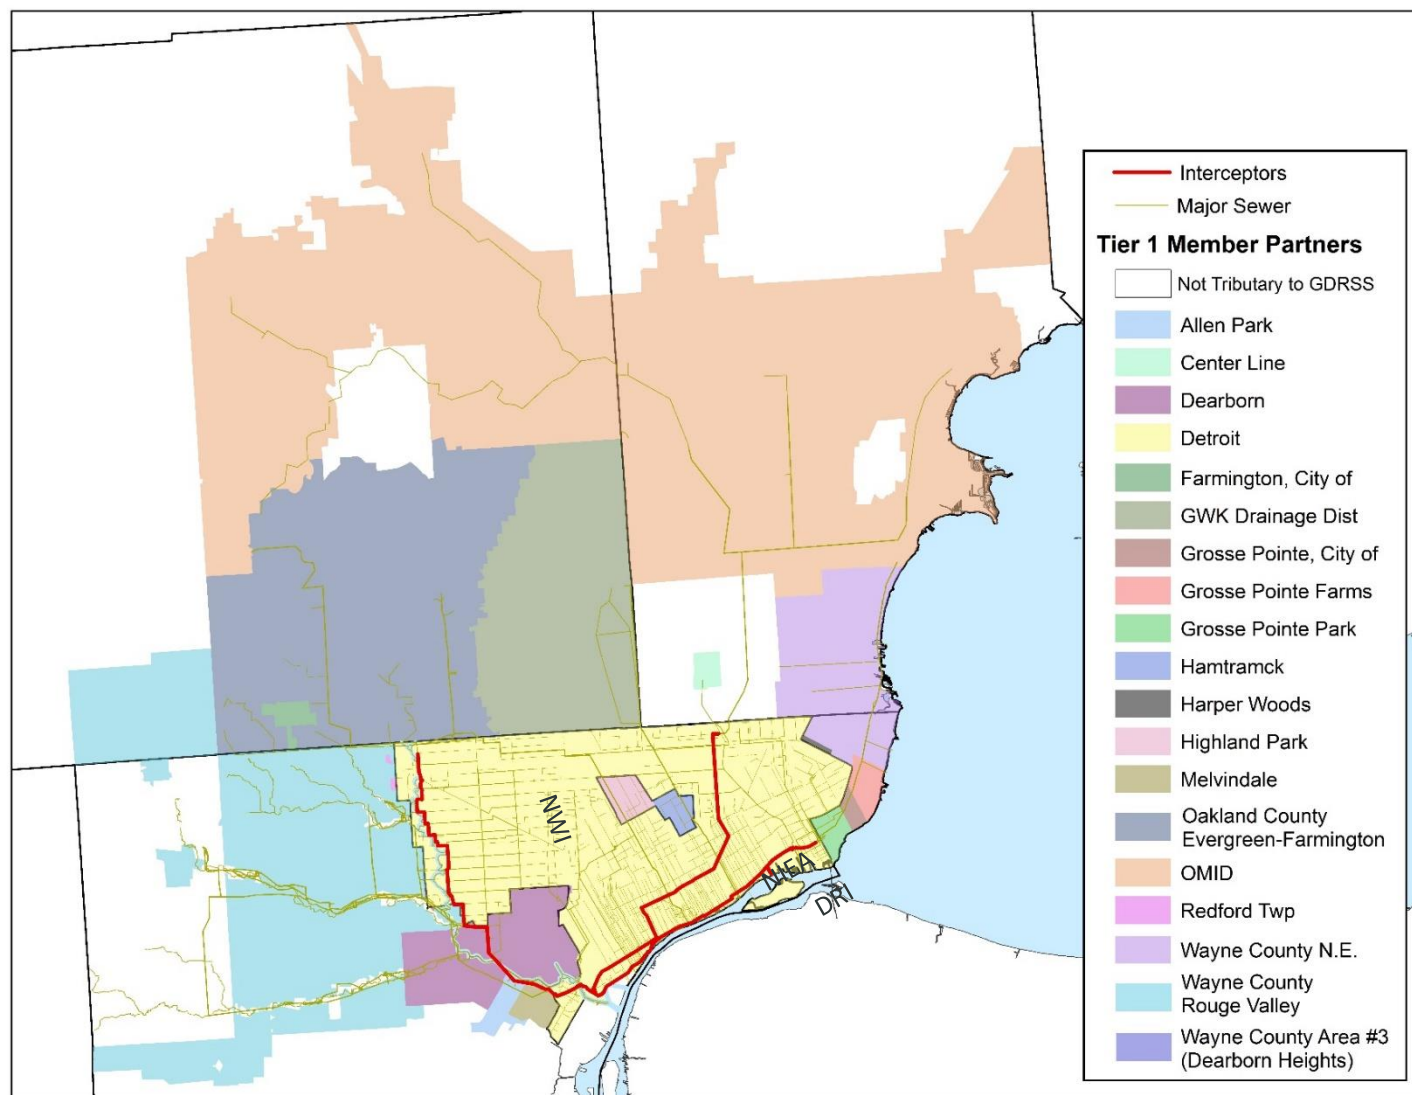 Interceptors
Major Sewer
Tier 1 Member Partners
Not Tributary to GDRSS
Allen Park
Center Line
Dearborn
Detroit
Farmington, City of
GWK Drainage Dist
Grosse Pointe, City of
Grosse Pointe Farms
Grosse Pointe Park
Hamtramck
Harper Woods
Highland Park
Melvindale
Oakland County
Evergreen-Farmington
OMID
Redford Twp
Wayne County N.E.
Wayne County
Rouge Valley
Wayne County Area #3
(Dearborn Heights)
NWI
DRI